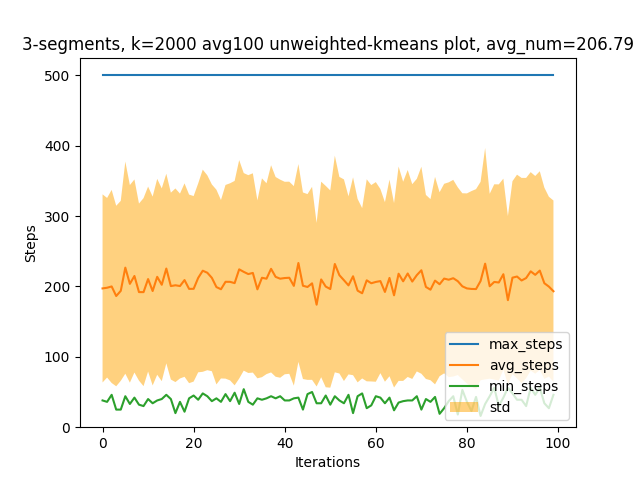 3-segments, k=2000 avg100 unweighted-kmeans plot, avg_num=206.79
500
400
300
200
100
0
Steps
max_steps
avg_steps
min_steps
std
0 20 40 60 80 100
Iterations